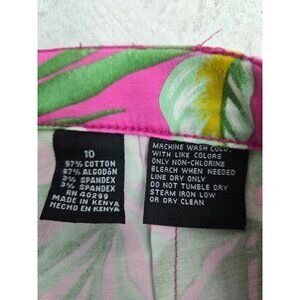 10
97% COTTON
97% ALGODÓN
3% SPANDEX
3% SPANDEX
RN 40299
MADE IN KENYA
HECHO EN KENYA
MACHINE WASH COLD,
WITH LIKE COLORS
ONLY NON-CHLORINE
BLEACH WHEN NEEDED
LINE DRY ONLY
DO NOT TUMBLE DRY
STEAM IRON LOW
OR DRY CLEAN